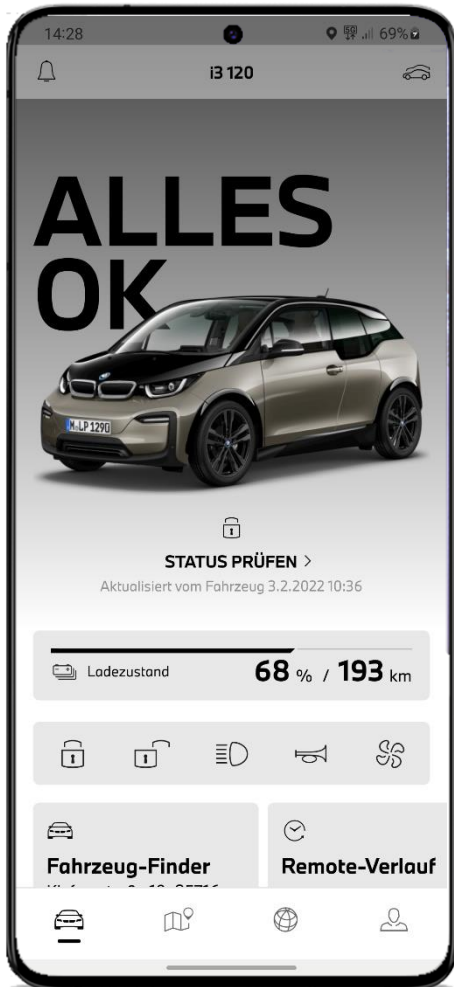 14:28
69%
i3 120
ALLES
OK
M LP 1290
STATUS PRÜFEN >
Aktualisiert vom Fahrzeug 3.2.2022 10:36
Ladezustand 68 % / 193 km
Fahrzeug-Finder
Remote-Verlauf